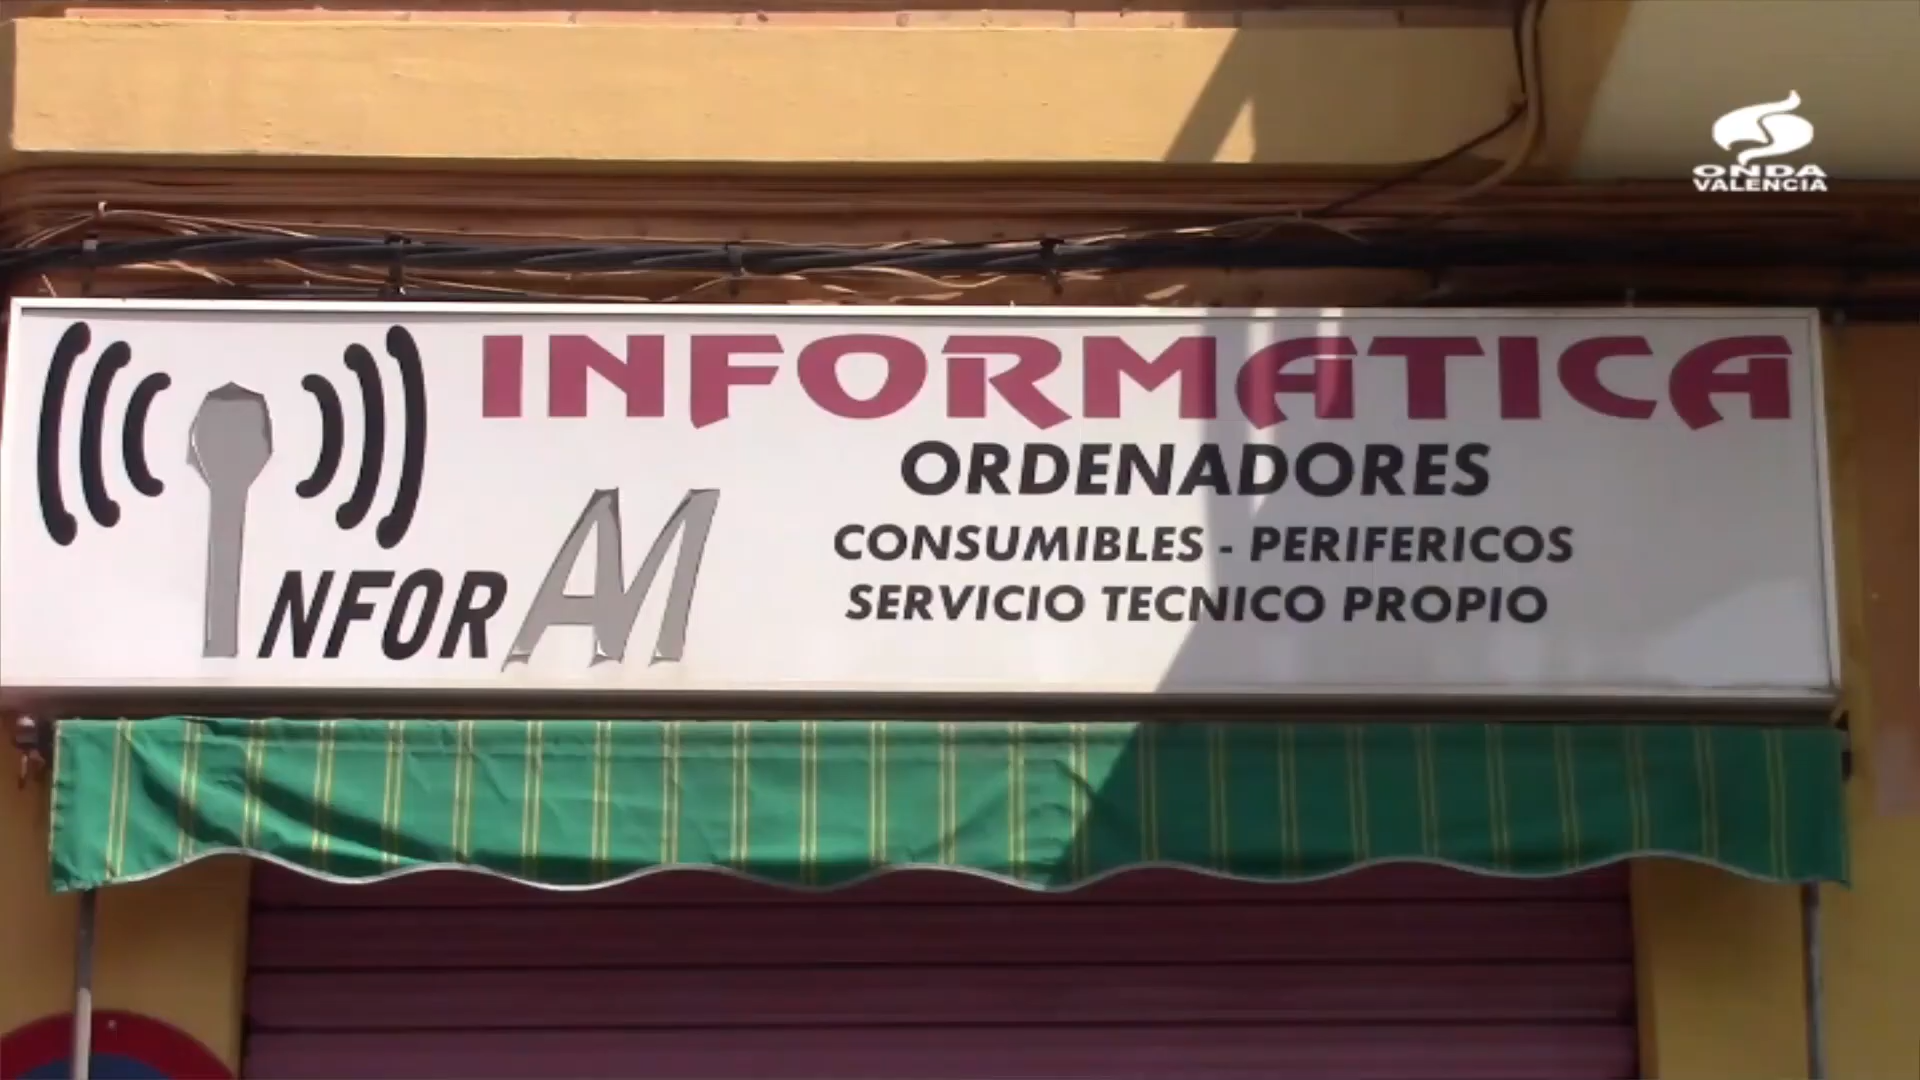 ONDA
VALENCIA
INFORMATICA
ORDENADORES
CONSUMIBLES - PERIFERICOS
SERVICIO TECNICO PROPIO
INFORAM